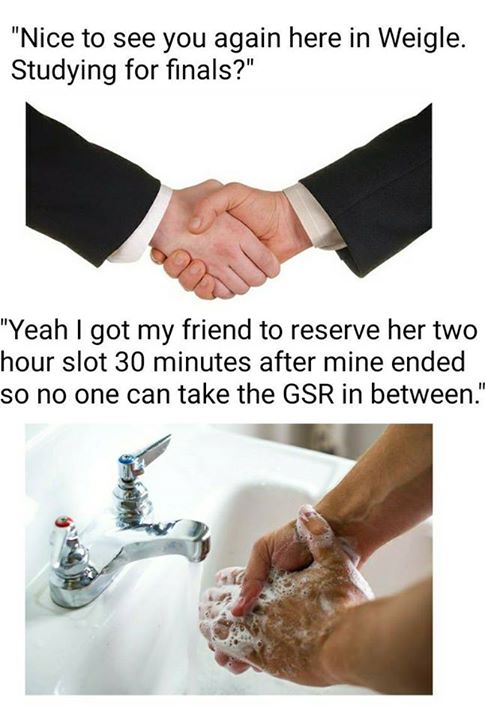 "Nice to see you again here in Weigle.
Studying for finals?"
"Yeah I got my friend to reserve her two
hour slot 30 minutes after mine ended
so no one can take the GSR in between."